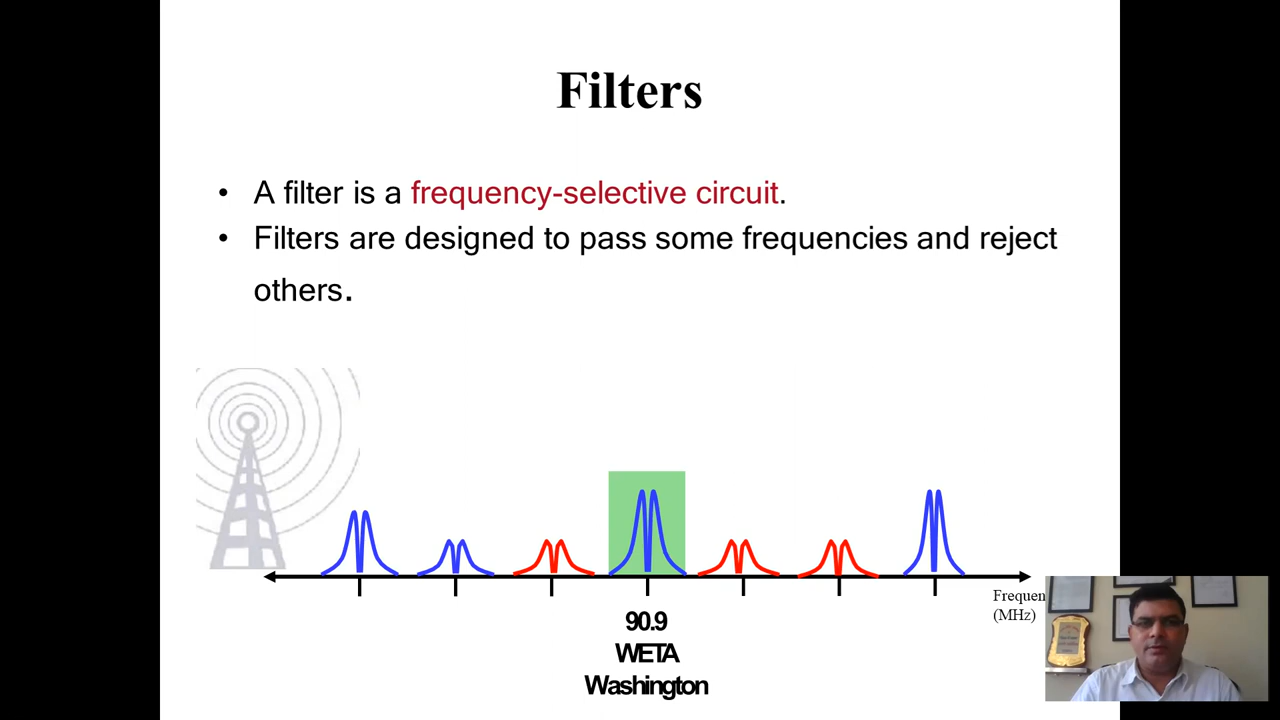 Filters
• A filter is a frequency-selective circuit.
• Filters are designed to pass some frequencies and reject
others.
90.9
WETA
Washington
(MHz)